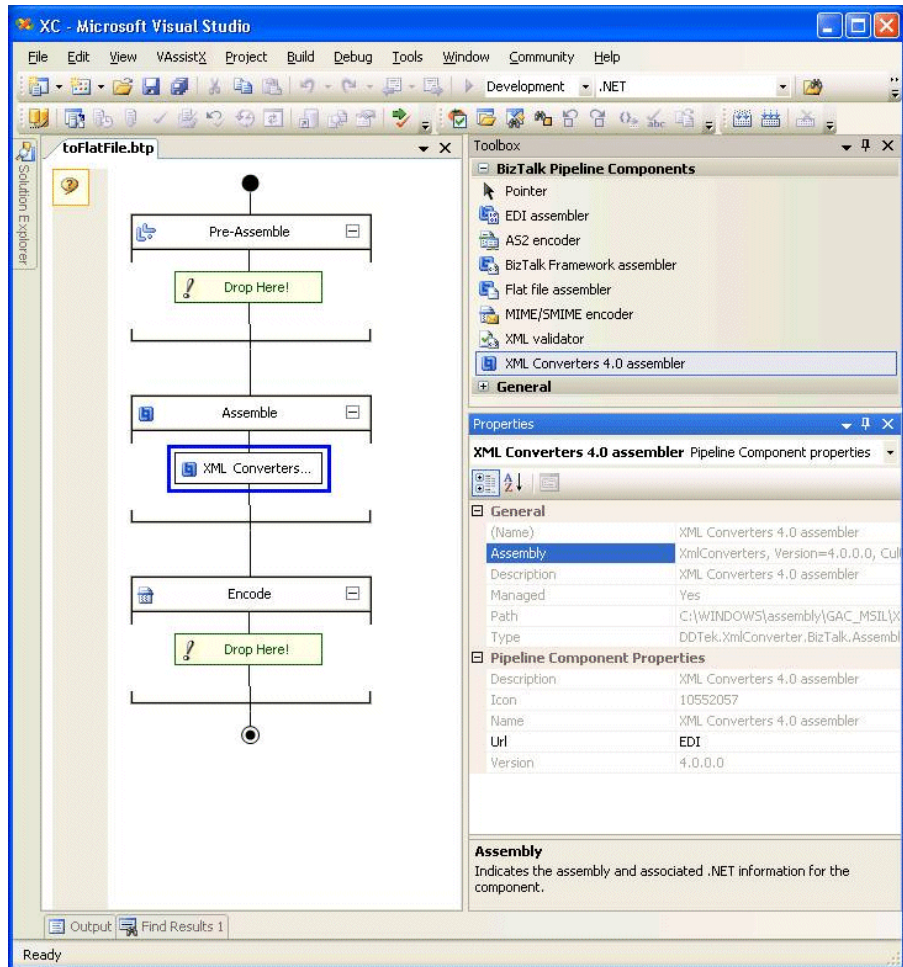 XC - Microsoft Visual Studio
File Edit View VAssistX Project Build Debug Tools Window Community Help
Development .NET
Solution Explorer
toFlatFile.btp
Pre-Assemble
Drop Here!
Assemble
XML Converters...
Encode
Drop Here!
Toolbox
BizTalk Pipeline Components
Pointer
EDI assembler
AS2 encoder
BizTalk Framework assembler
Flat file assembler
MIME/SMIME encoder
XML validator
XML Converters 4.0 assembler
General
Properties
XML Converters 4.0 assembler Pipeline Component properties
General
(Name) XML Converters 4.0 assembler
Assembly XmlConverters, Version=4.0.0.0, Cul
Description XML Converters 4.0 assembler
Managed Yes
Path C:\WINDOWS\assembly\GAC_MSIL\X
Type DDTek.XmlConverter.BizTalk.Assembl
Pipeline Component Properties
Description XML Converters 4.0 assembler
Icon 10552057
Name XML Converters 4.0 assembler
Url EDI
Version 4.0.0.0
Assembly
Indicates the assembly and associated .NET information for the
component.
Output Find Results 1
Ready